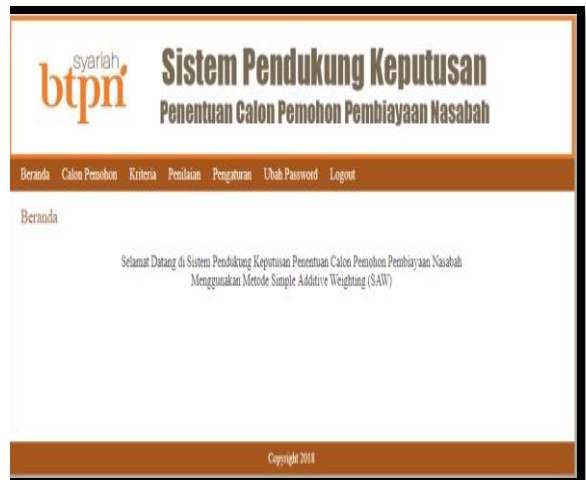 syariah
btpn
Sistem Pendukung Keputusan
Penentuan Calon Pemohon Pembiayaan Nasabah
Beranda Calon Pemohon Kriteria Penilaian Pengaturan Ubah Password Logout
Beranda
Selamat Datang di Sistem Pendukung Keputusan Penentuan Calon Pemohon Pembiayaan Nasabah
Menggunakan Metode Simple Additive Weighting (SAW)
Copyright 2018